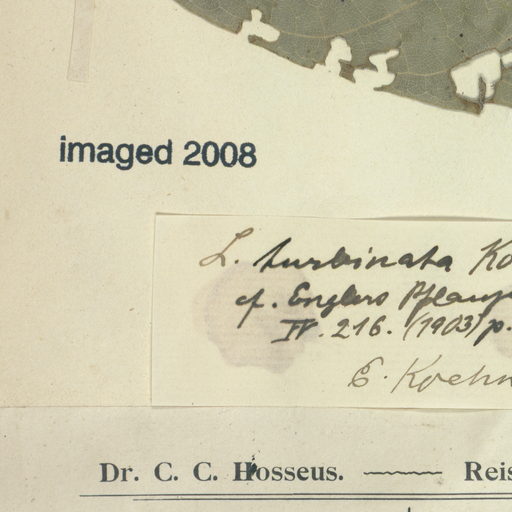 imaged 2008
L. turbinata Ko
cf. Englers Pflanz
IV. 216. (1903) p.
E. Koehn
Dr. C. C. Hosseus. Reis